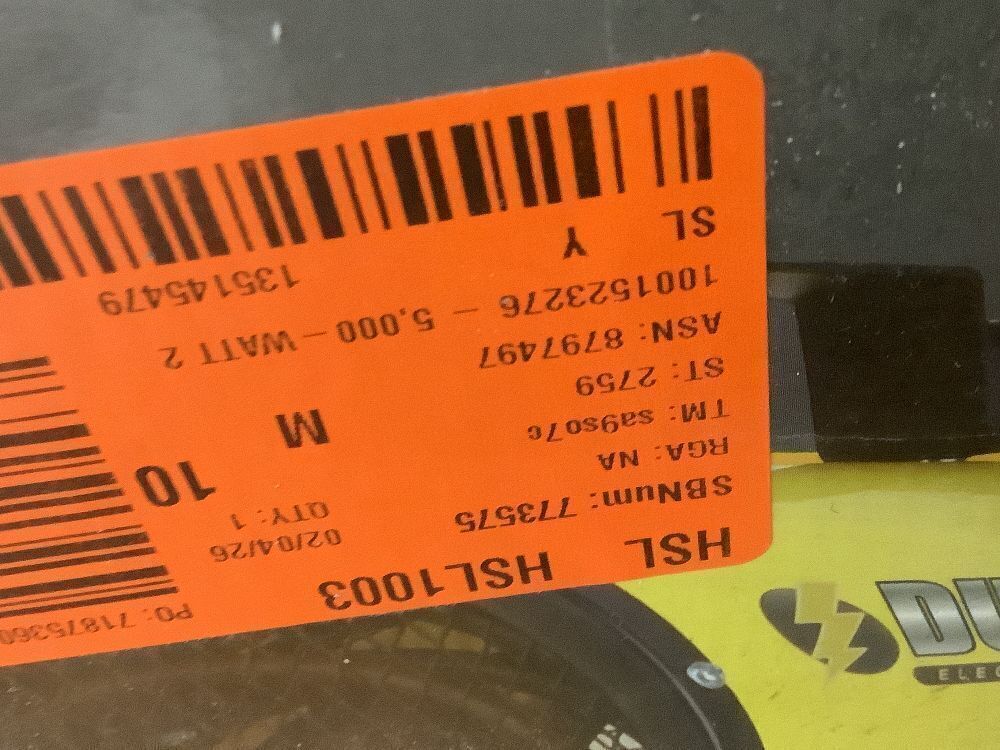 HSL HSL1003
SBNum: 773575 02/04/26 PO: 71875360
RGA: NA QTY: 1
TM: sa9so7c M 10
ST: 2759
ASN: 8797497
1001523276 - 5,000-WATT 2
SL Y 135145479
ELEC